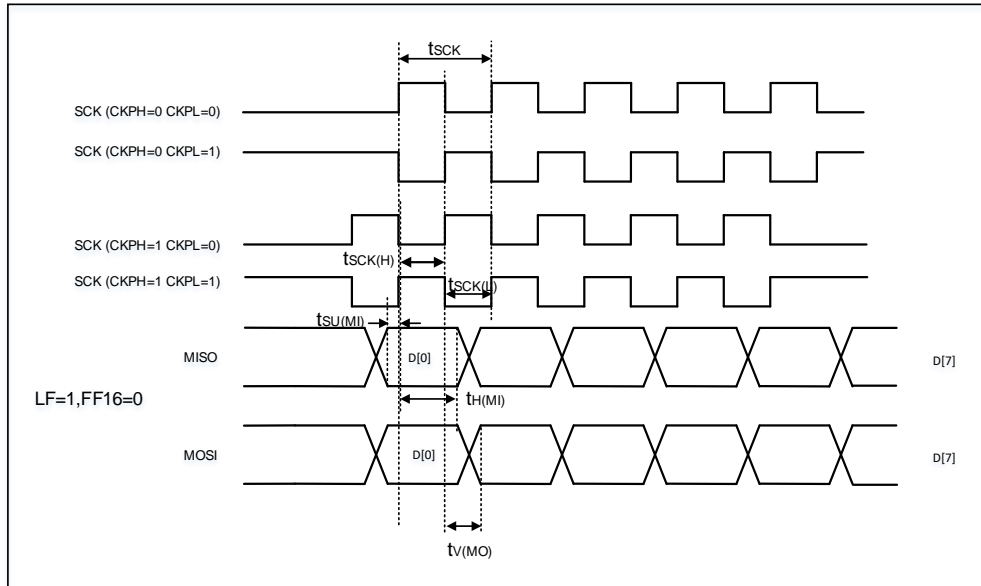 tSCK
SCK (CKPH=0 CKPL=0)
SCK (CKPH=0 CKPL=1)
SCK (CKPH=1 CKPL=0)
tSCK(H)
SCK (CKPH=1 CKPL=1)
tSCK(L)
tSU(MI)
MISO
D[0]
D[7]
LF=1,FF16=0
tH(MI)
MOSI
D[0]
D[7]
tV(MO)